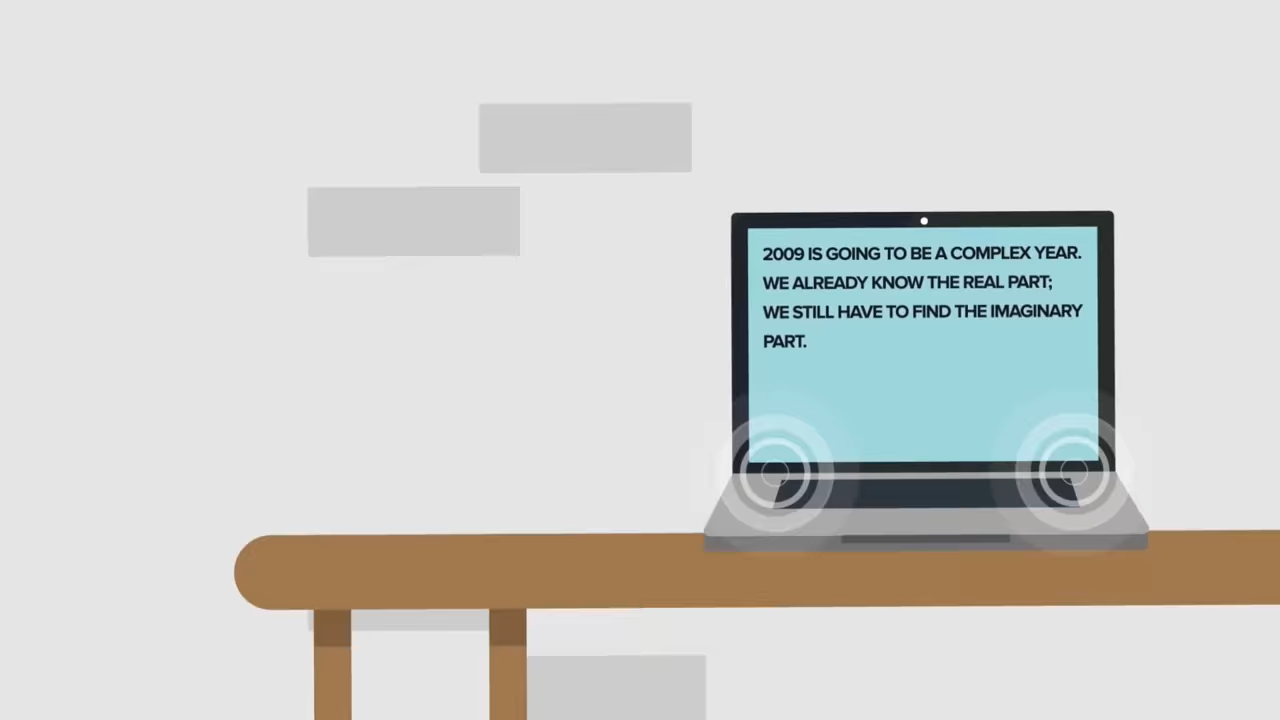 2009 IS GOING TO BE A COMPLEX YEAR.
WE ALREADY KNOW THE REAL PART;
WE STILL HAVE TO FIND THE IMAGINARY
PART.